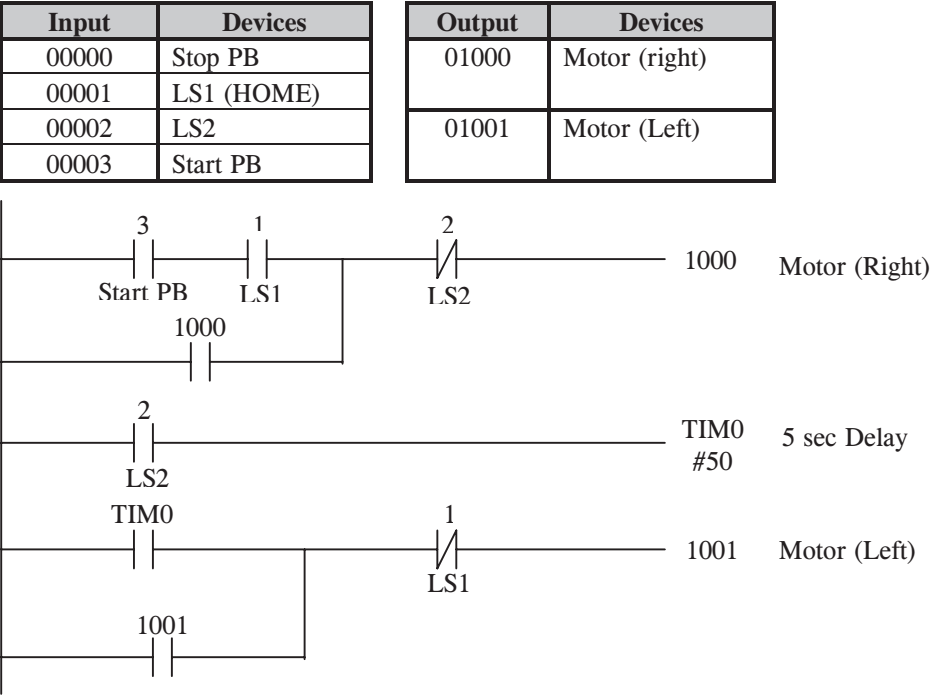 Input Devices
00000 Stop PB
00001 LS1 (HOME)
00002 LS2
00003 Start PB
Output Devices
01000 Motor (right)
01001 Motor (Left)
3 1 2
1000 Motor (Right)
Start PB LS1 LS2
1000
2
TIM0 5 sec Delay
#50
LS2
TIM0 1
1001 Motor (Left)
LS1
1001